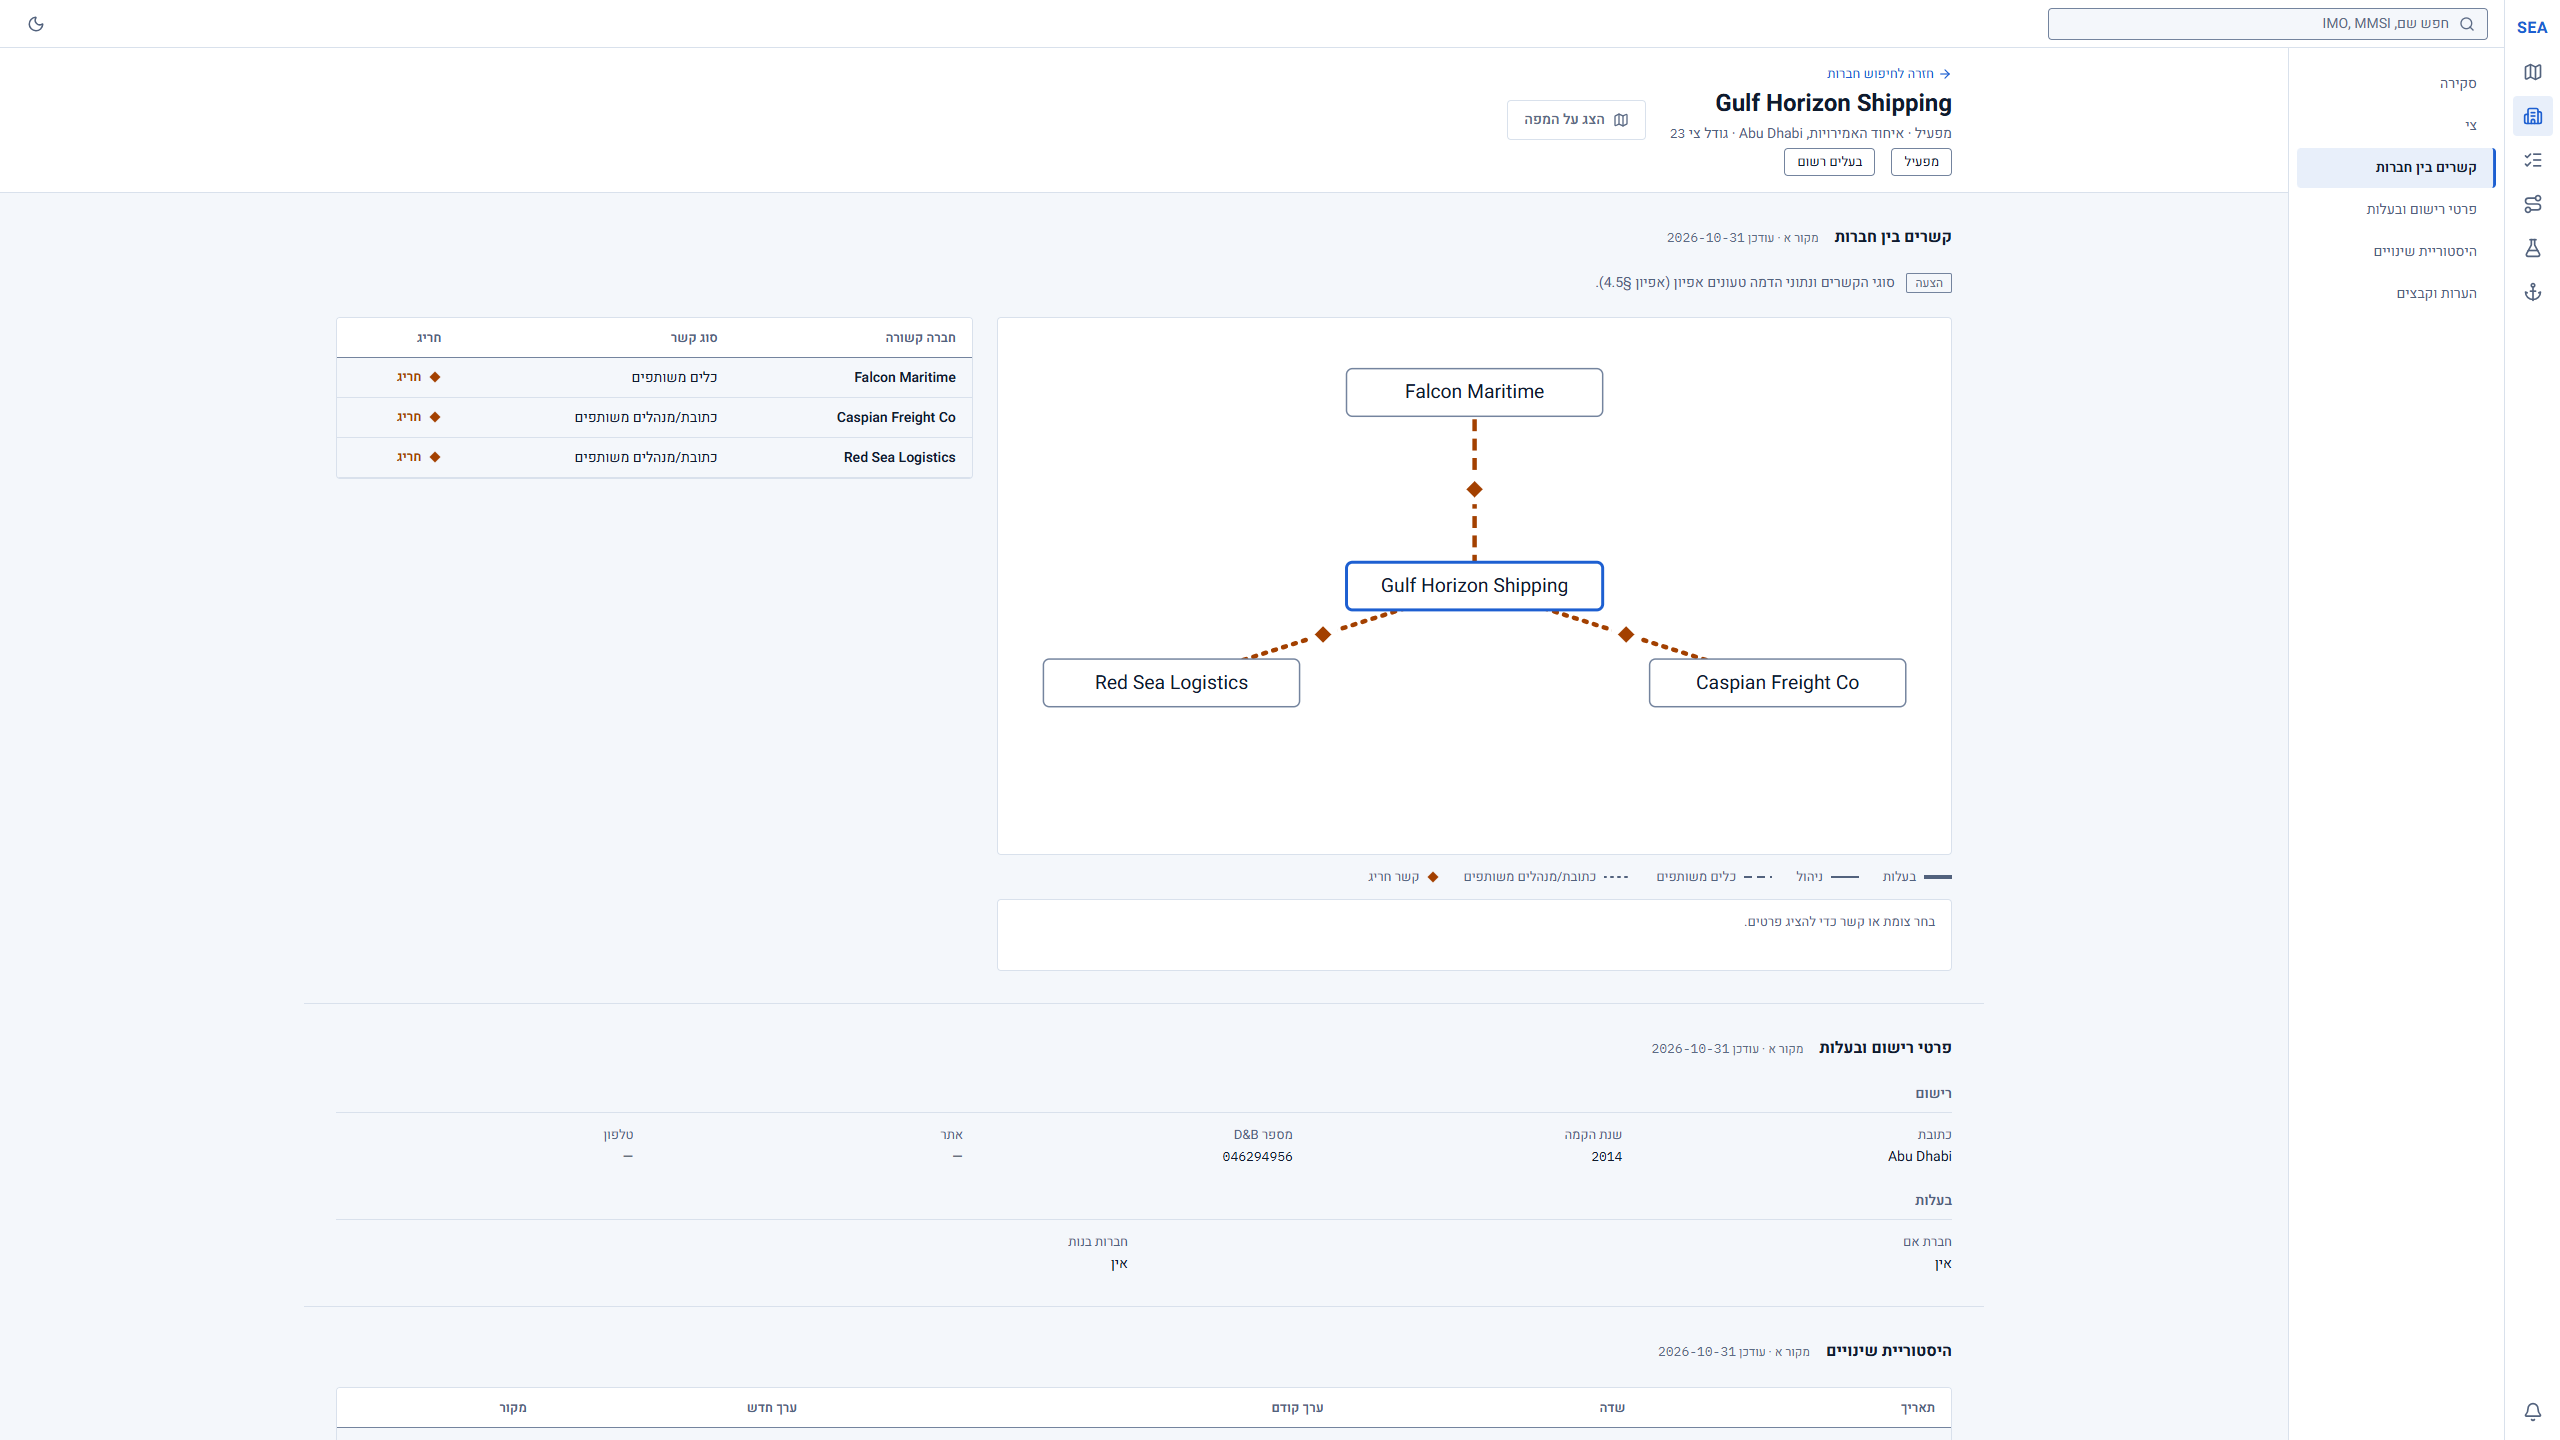 SEA
חפש שם, IMO, MMSI
סקירה
צי
קשרים בין חברות
פרטי רישום ובעלות
היסטוריית שינויים
הערות וקבצים
חזרה לחיפוש חברות
Gulf Horizon Shipping
מפעיל · איחוד האמירויות, Abu Dhabi · גודל צי 23
מפעיל
בעלים רשום
הצג על המפה
קשרים בין חברות מקור א · עודכן 2026-10-31
הצעה סוגי הקשרים ונתוני הדמה טעונים אפיון (אפיון §4.5).
Falcon Maritime
Gulf Horizon Shipping
Red Sea Logistics
Caspian Freight Co
בעלות
ניהול
כלים משותפים
כתובת/מנהלים משותפים
קשר חריג
בחר צומת או קשר כדי להציג פרטים.
חברה קשורה סוג קשר חריג
Falcon Maritime כלים משותפים חריג
Caspian Freight Co כתובת/מנהלים משותפים חריג
Red Sea Logistics כתובת/מנהלים משותפים חריג
פרטי רישום ובעלות מקור א · עודכן 2026-10-31
רישום
כתובת שנת הקמה מספר D&B אתר טלפון
Abu Dhabi 2014 046294956 — —
בעלות
חברת אם חברות בנות
אין אין
היסטוריית שינויים מקור א · עודכן 2026-10-31
תאריך שדה ערך קודם ערך חדש מקור